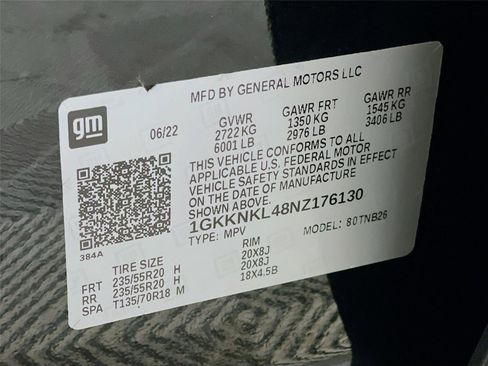 MFD BY GENERAL MOTORS LLC
gm
06/22
GVWR GAWR FRT GAWR RR
2722 KG 1350 KG 1545 KG
6001 LB 2976 LB 3406 LB
THIS VEHICLE CONFORMS TO ALL
APPLICABLE U.S. FEDERAL MOTOR
VEHICLE SAFETY STANDARDS IN EFFECT
ON THE DATE OF MANUFACTURE
SHOWN ABOVE.
1GKKNKL48NZ176130
TYPE: MPV MODEL: 80TNB26
384A
TIRE SIZE RIM
FRT 235/55R20 H 20X8J
RR 235/55R20 H 20X8J
SPA T135/70R18 M 18X4.5B